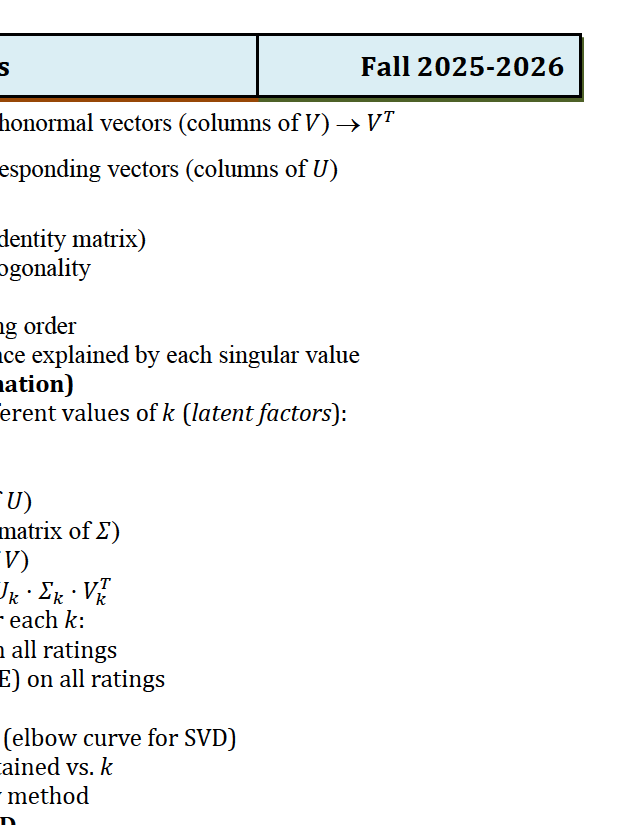 s Fall 2025-2026
honormal vectors (columns of V) → Vᵀ
esponding vectors (columns of U)
dentity matrix)
ogonality
ng order
nce explained by each singular value
nation)
ferent values of k (latent factors):
f U)
matrix of Σ)
V)
U_k · Σ_k · V_k^T
r each k:
n all ratings
E) on all ratings
(elbow curve for SVD)
tained vs. k
method